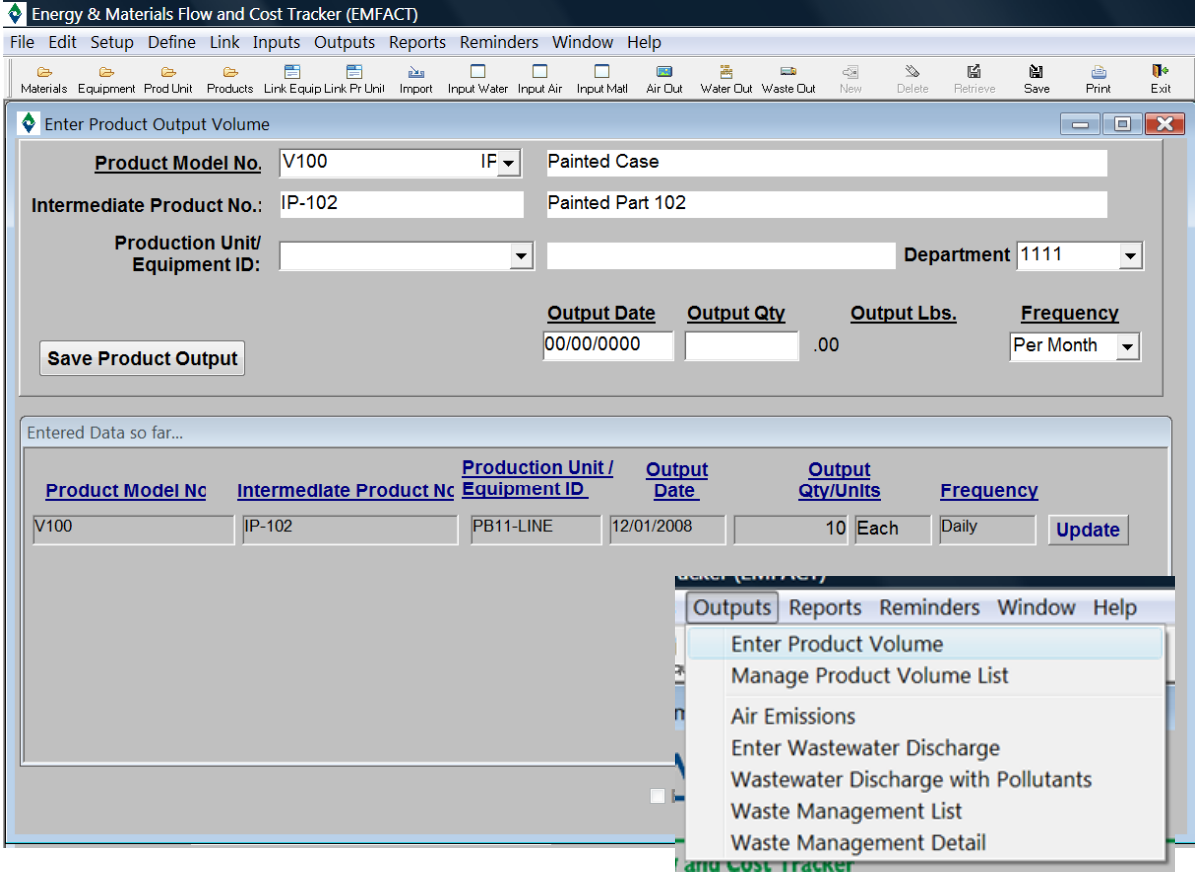 Energy & Materials Flow and Cost Tracker (EMFACT)
File Edit Setup Define Link Inputs Outputs Reports Reminders Window Help
Materials Equipment Prod Unit Products Link Equip Link Pr Unit Import Input Water Input Air Input Matl Air Out Water Out Waste Out New Delete Retrieve Save Print Exit
Enter Product Output Volume
Product Model No. V100 IP Painted Case
Intermediate Product No.: IP-102 Painted Part 102
Production Unit/
Equipment ID: Department 1111
Output Date Output Qty Output Lbs. Frequency
00/00/0000 .00 Per Month
Save Product Output
Entered Data so far...
Production Unit / Output Output
Product Model No Intermediate Product No Equipment ID Date Qty/Units Frequency
V100 IP-102 PB11-LINE 12/01/2008 10 Each Daily Update
Outputs Reports Reminders Window Help
Enter Product Volume
Manage Product Volume List
Air Emissions
Enter Wastewater Discharge
Wastewater Discharge with Pollutants
Waste Management List
Waste Management Detail
and Cost Tracker